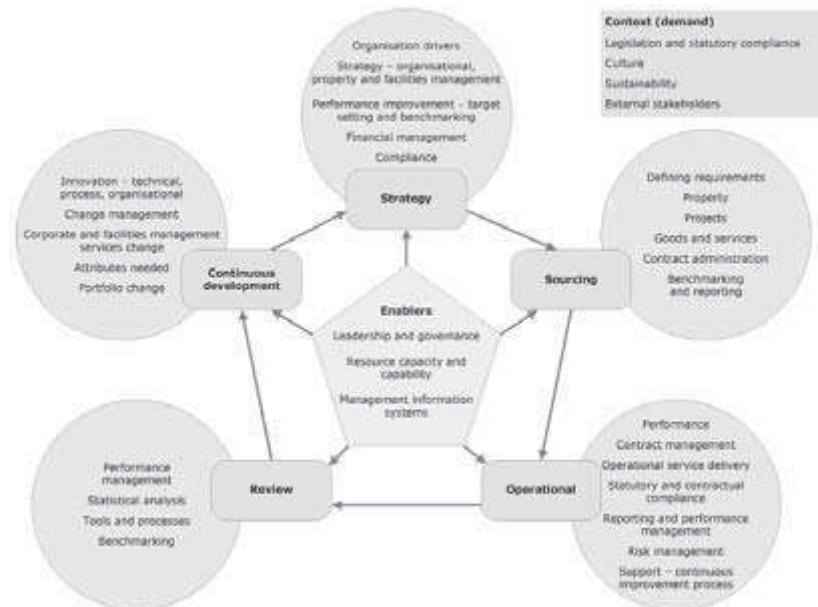 Context (demand)
Legislation and statutory compliance
Culture
Sustainability
External stakeholders
Organisation drivers
Strategy – organisational,
property and facilities management
Performance improvement – target
setting and benchmarking
Financial management
Compliance
Strategy
Innovation – technical,
process, organisational
Change management
Corporate and facilities management
services change
Attributes needed
Portfolio change
Continuous
development
Defining requirements
Property
Projects
Goods and services
Contract administration
Benchmarking
and reporting
Sourcing
Enablers
Leadership and governance
Resource capacity and
capability
Management information
systems
Performance
management
Statistical analysis
Tools and processes
Benchmarking
Review
Operational
Performance
Contract management
Operational service delivery
Statutory and contractual
compliance
Reporting and performance
management
Risk management
Support – continuous
improvement process